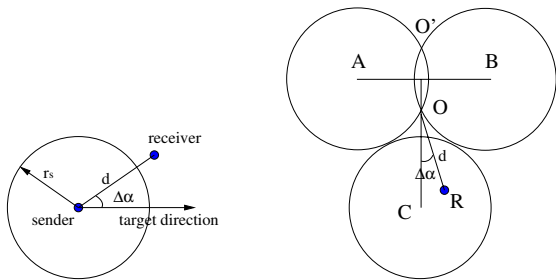 receiver
rs
d
Δα
sender
target direction
O'
A
B
O
d
Δα
C
R